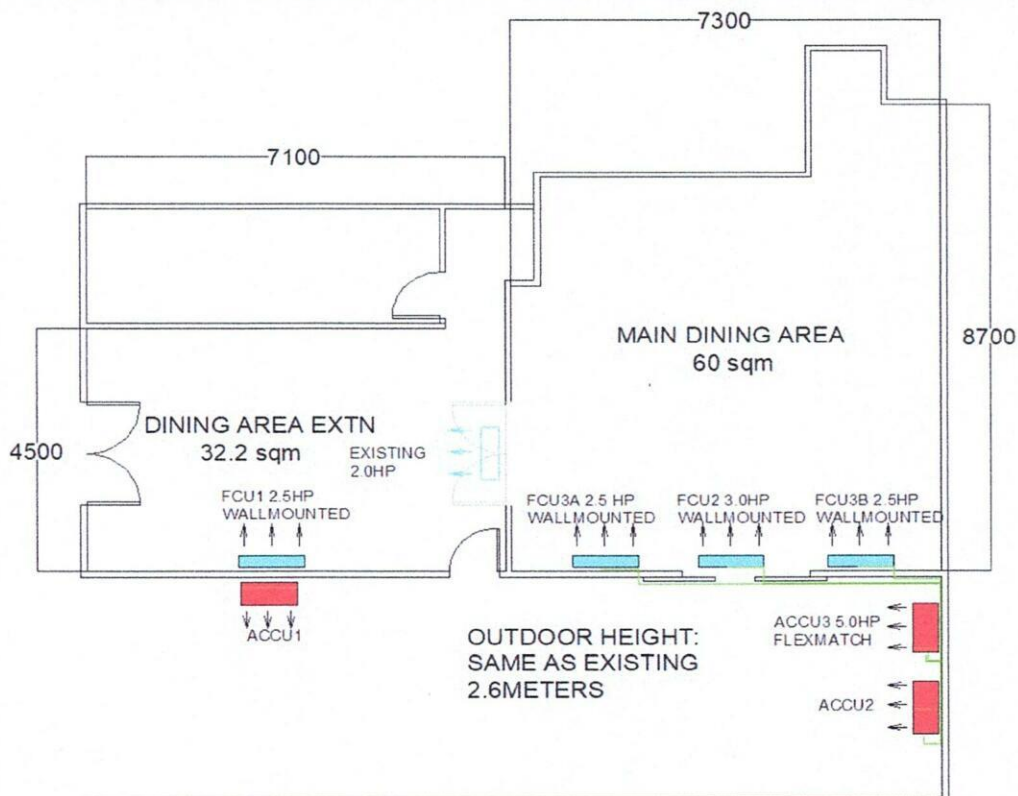 7300
7100
MAIN DINING AREA
60 sqm
8700
4500
DINING AREA EXTN
32.2 sqm
EXISTING
2.0HP
FCU1 2.5HP
WALLMOUNTED
FCU3A 2.5 HP
WALLMOUNTED
FCU2 3.0HP
WALLMOUNTED
FCU3B 2.5HP
WALLMOUNTED
ACCU1
OUTDOOR HEIGHT:
SAME AS EXISTING
2.6METERS
ACCU3 5.0HP
FLEXMATCH
ACCU2